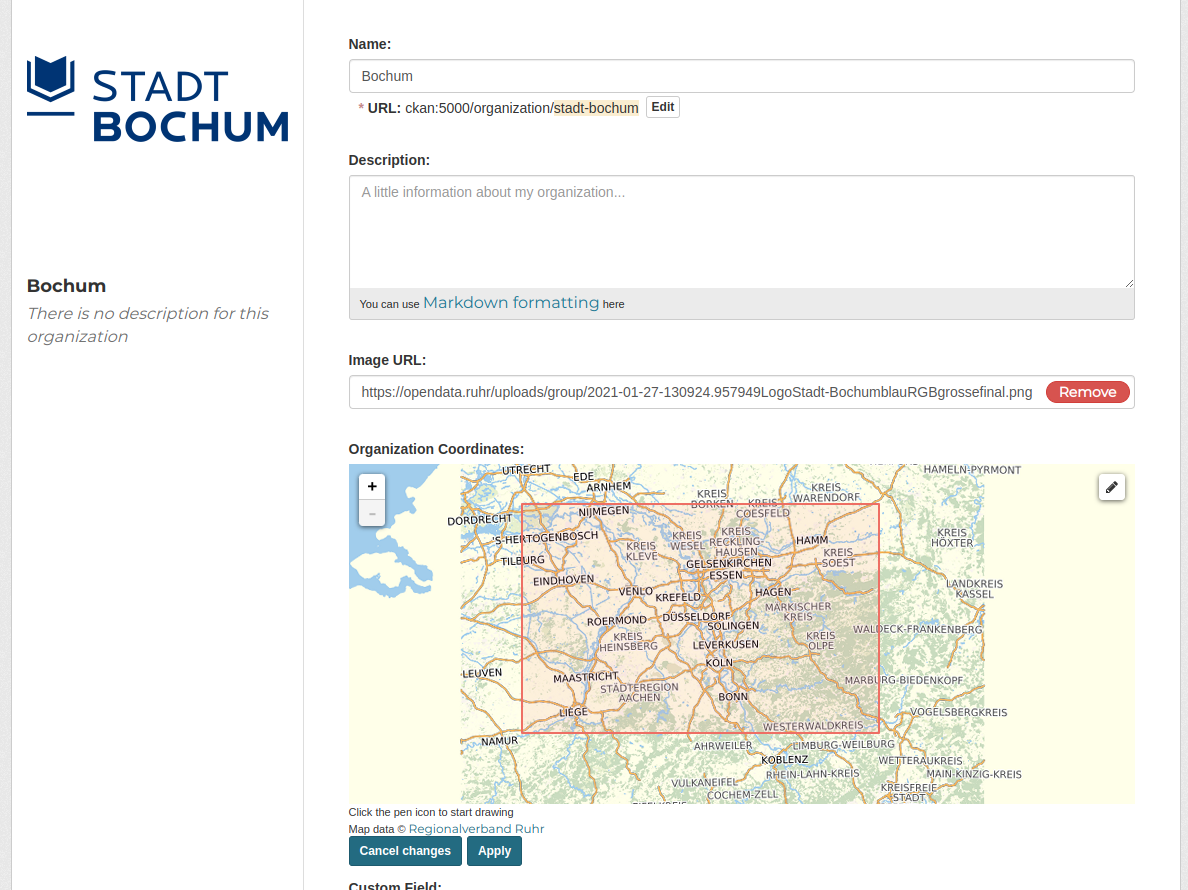 STADT
BOCHUM
Bochum
There is no description for this
organization
Name:
Bochum
* URL: ckan:5000/organization/stadt-bochum Edit
Description:
A little information about my organization...
You can use Markdown formatting here
Image URL:
https://opendata.ruhr/uploads/group/2021-01-27-130924.957949LogoStadt-BochumblauRGBgrossefinal.png Remove
Organization Coordinates:
+
-
UTRECHT
HAMELN-PYRMONT
EDE
ARNHEM
KREIS
BORKEN
KREIS
WARENDORF
KREIS
COESFELD
NIJMEGEN
DORDRECHT
'S HERTOGENBOSCH
KREIS
WESEL
KREIS
RECKLING-
HAUSEN
HAMM
KREIS
HÖXTER
KREIS
KLEVE
KREIS
SOEST
TILBURG
GELSENKIRCHEN
ESSEN
EINDHOVEN
LANDKREIS
KASSEL
VENLO
KREFELD
HAGEN
MÄRKISCHER
KREIS
ROERMOND
DÜSSELDORF
SOLINGEN
WALDECK-FRANKENBERG
KREIS
HEINSBERG
LEVERKUSEN
KREIS
OLPE
KÖLN
LEUVEN
MAASTRICHT
MARBURG-BIEDENKOPF
STÄDTEREGION
AACHEN
BONN
LIÈGE
VOGELSBERGKREIS
WESTERWALDKREIS
NAMUR
AHRWEILER
LIMBURG-WEILBURG
KOBLENZ
WETTERAUKREIS
RHEIN-LAHN-KREIS
MAIN-KINZIG-KREIS
VULKANEIFEL
KREISFREIE
STADT
COCHEM-ZELL
Click the pen icon to start drawing
Map data © Regionalverband Ruhr
Cancel changes Apply
Custom Field: